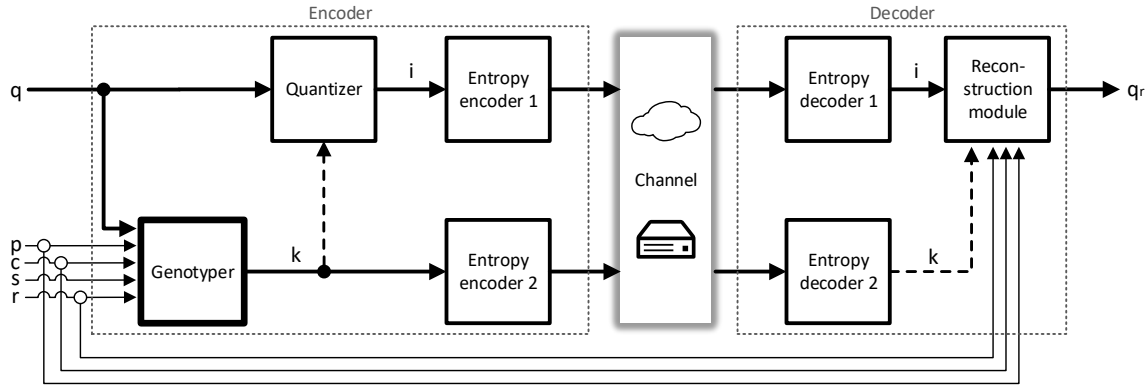 Encoder
Decoder
q
Quantizer
i
Entropy
encoder 1
Channel
Entropy
decoder 1
i
Recon-
struction
module
qr
p
c
s
r
Genotyper
k
Entropy
encoder 2
Entropy
decoder 2
k